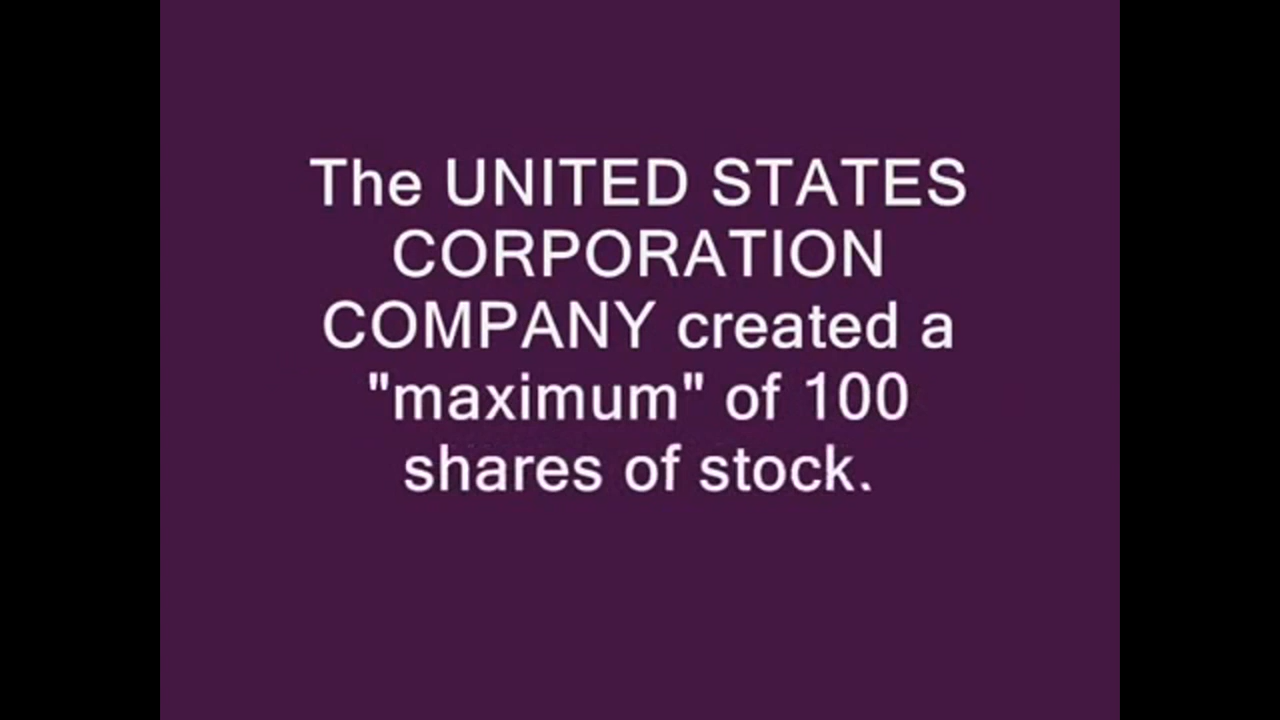 The UNITED STATES
CORPORATION
COMPANY created a
"maximum" of 100
shares of stock.